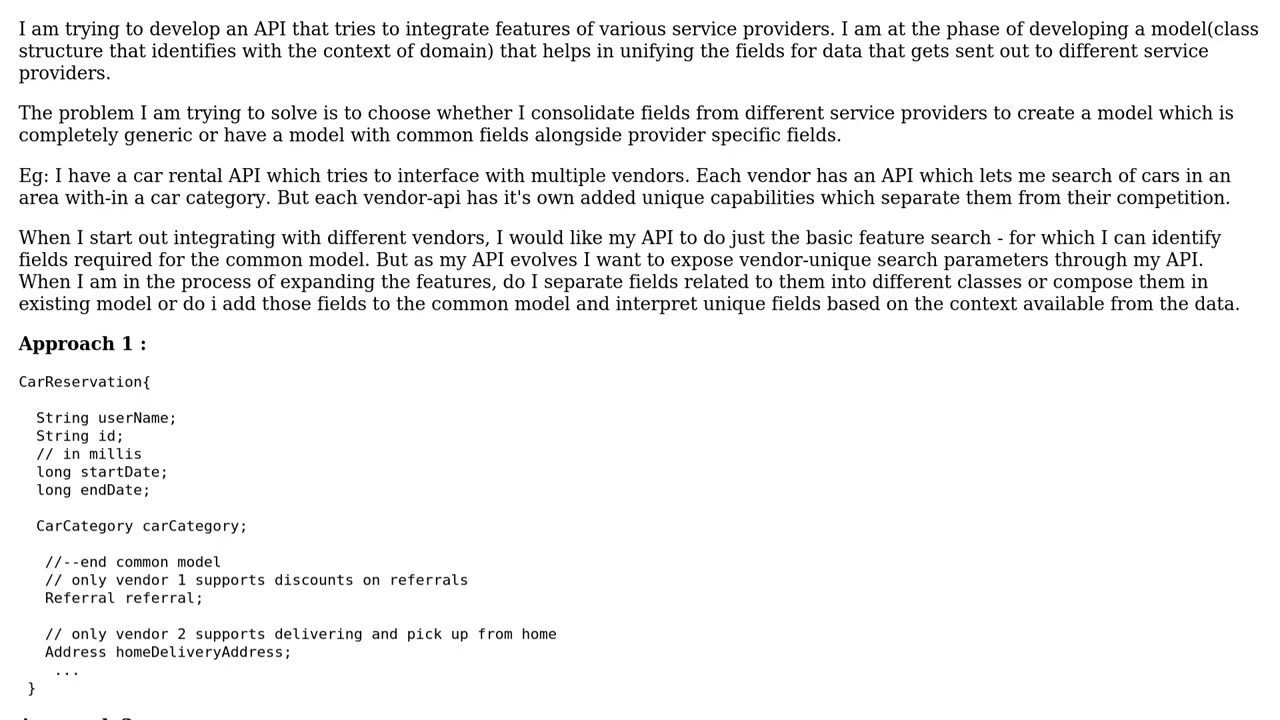 I am trying to develop an API that tries to integrate features of various service providers. I am at the phase of developing a model(class
structure that identifies with the context of domain) that helps in unifying the fields for data that gets sent out to different service
providers.
The problem I am trying to solve is to choose whether I consolidate fields from different service providers to create a model which is
completely generic or have a model with common fields alongside provider specific fields.
Eg: I have a car rental API which tries to interface with multiple vendors. Each vendor has an API which lets me search of cars in an
area with-in a car category. But each vendor-api has it's own added unique capabilities which separate them from their competition.
When I start out integrating with different vendors, I would like my API to do just the basic feature search - for which I can identify
fields required for the common model. But as my API evolves I want to expose vendor-unique search parameters through my API.
When I am in the process of expanding the features, do I separate fields related to them into different classes or compose them in
existing model or do i add those fields to the common model and interpret unique fields based on the context available from the data.
Approach 1 :
CarReservation{
String userName;
String id;
// in millis
long startDate;
long endDate;
CarCategory carCategory;
//--end common model
// only vendor 1 supports discounts on referrals
Referral referral;
// only vendor 2 supports delivering and pick up from home
Address homeDeliveryAddress;
...
}